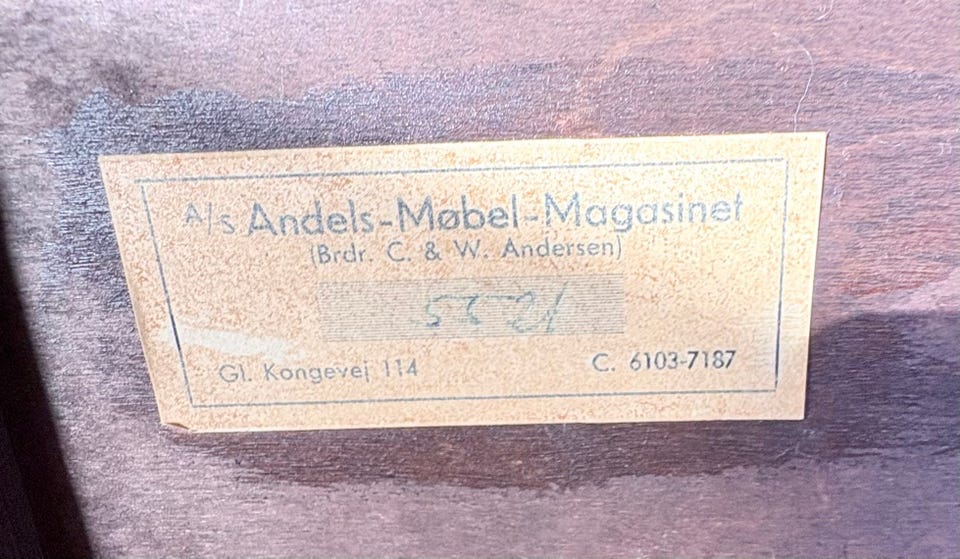 A/s Andels-Møbel-Magasinet
(Brdr. C. & W. Andersen)
Gl. Kongevej 114
C. 6103-7187